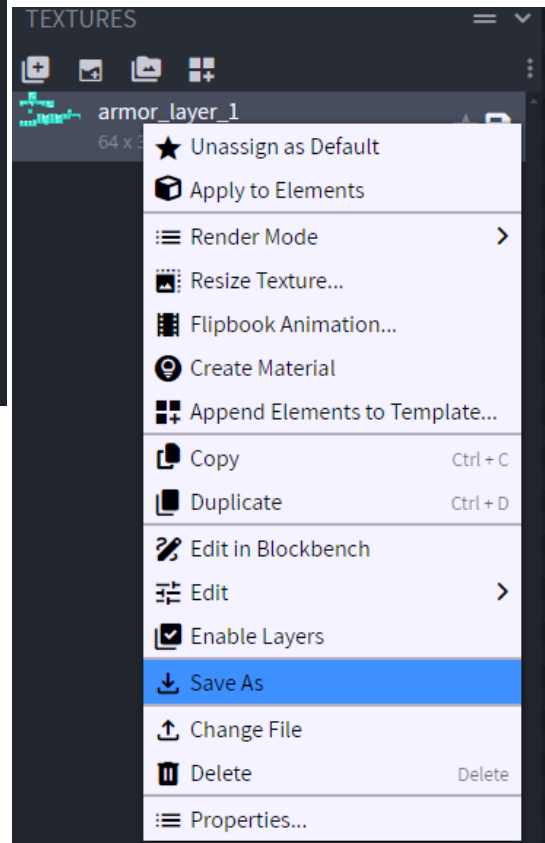 TEXTURES
armor_layer_1
64 x
Unassign as Default
Apply to Elements
Render Mode
Resize Texture...
Flipbook Animation...
Create Material
Append Elements to Template...
Copy Ctrl + C
Duplicate Ctrl + D
Edit in Blockbench
Edit
Enable Layers
Save As
Change File
Delete Delete
Properties...